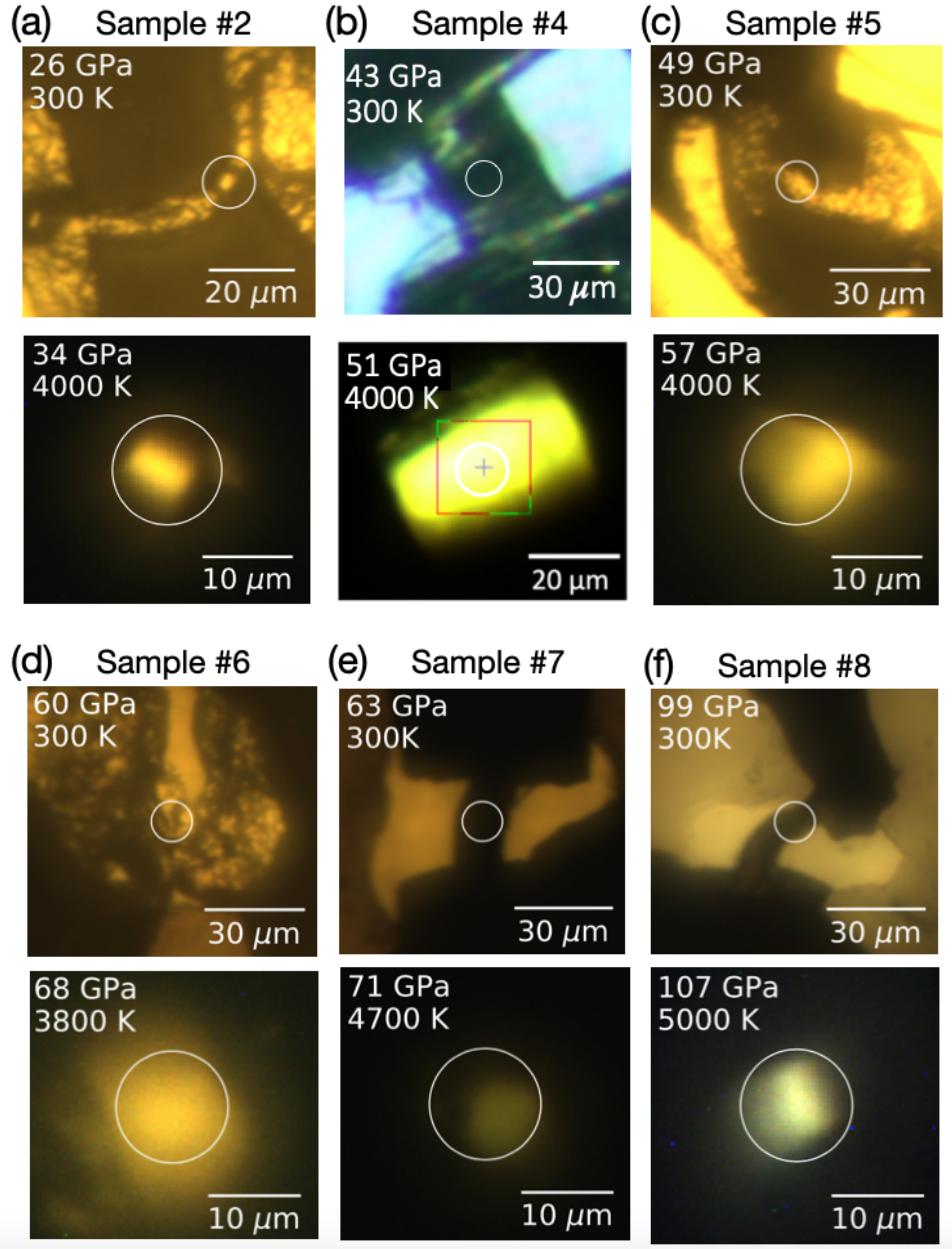 (a) Sample #2
26 GPa
300 K
20 μm
34 GPa
4000 K
10 μm
(b) Sample #4
43 GPa
300 K
30 μm
51 GPa
4000 K
20 μm
(c) Sample #5
49 GPa
300 K
30 μm
57 GPa
4000 K
10 μm
(d) Sample #6
60 GPa
300 K
30 μm
68 GPa
3800 K
10 μm
(e) Sample #7
63 GPa
300K
30 μm
71 GPa
4700 K
10 μm
(f) Sample #8
99 GPa
300K
30 μm
107 GPa
5000 K
10 μm